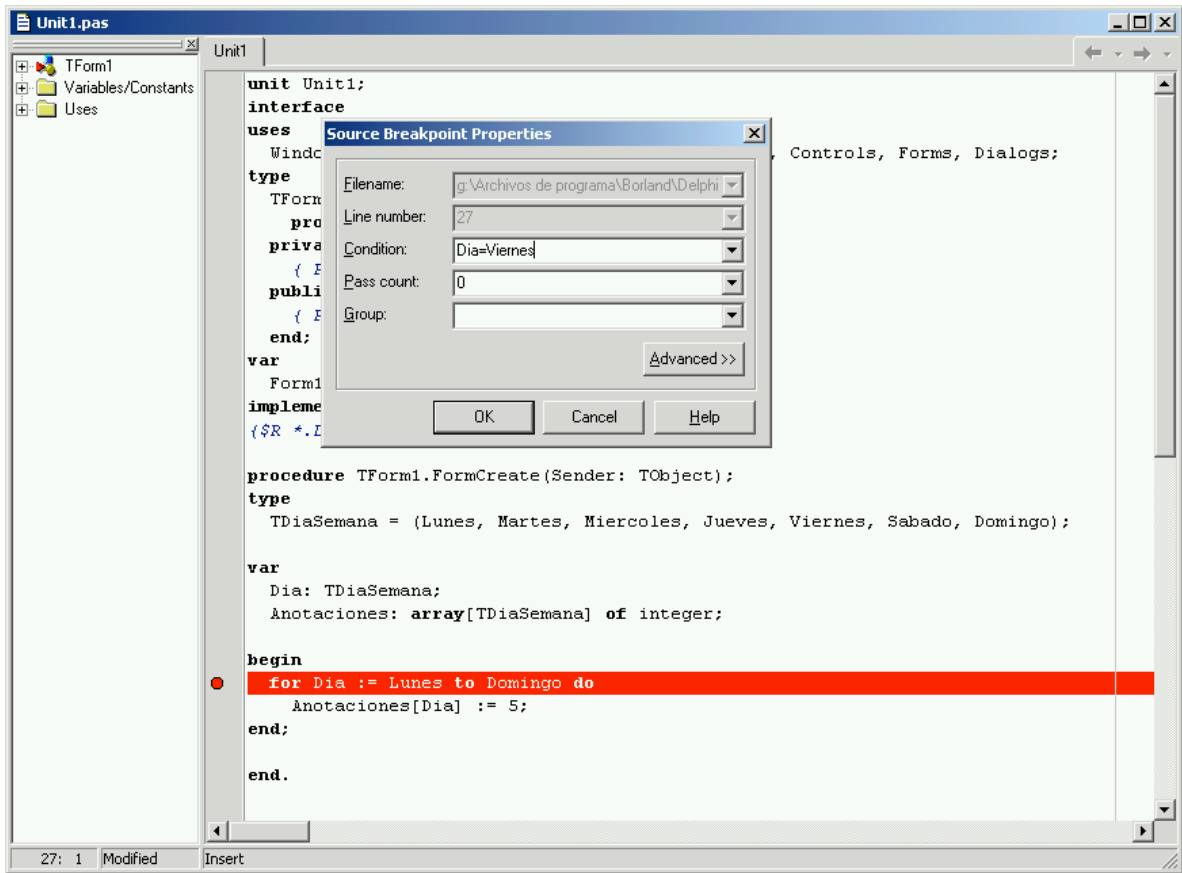 Unit1.pas
TForm1
Variables/Constants
Uses
Unit1
unit Unit1;
interface
uses
Windo
, Controls, Forms, Dialogs;
type
TForm
pro
priva
{ P
publi
{ P
end;
var
Form1
impleme
{$R *.D
Source Breakpoint Properties
Filename: g:\Archivos de programa\Borland\Delphi
Line number: 27
Condition: Dia=Viernes
Pass count: 0
Group:
Advanced >>
OK Cancel Help
procedure TForm1.FormCreate(Sender: TObject);
type
TDiaSemana = (Lunes, Martes, Miercoles, Jueves, Viernes, Sabado, Domingo);
var
Dia: TDiaSemana;
Anotaciones: array[TDiaSemana] of integer;
begin
for Dia := Lunes to Domingo do
Anotaciones[Dia] := 5;
end;
end.
27: 1 Modified Insert